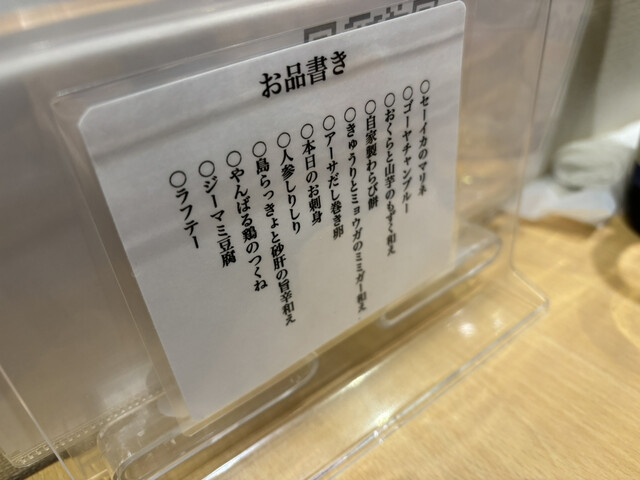 お品書き
○セーイカのマリネ
○ゴーヤチャンプルー
○おくらと山芋のもずく和え
○自家製わらび餅
○きゅうりとミョウガのミミガー和え
○アーサだし巻き卵
○本日のお刺身
○人参しりしり
○島らっきょと砂肝の旨辛和え
○やんばる鶏のつくね
○ジーマミ豆腐
○ラフテー